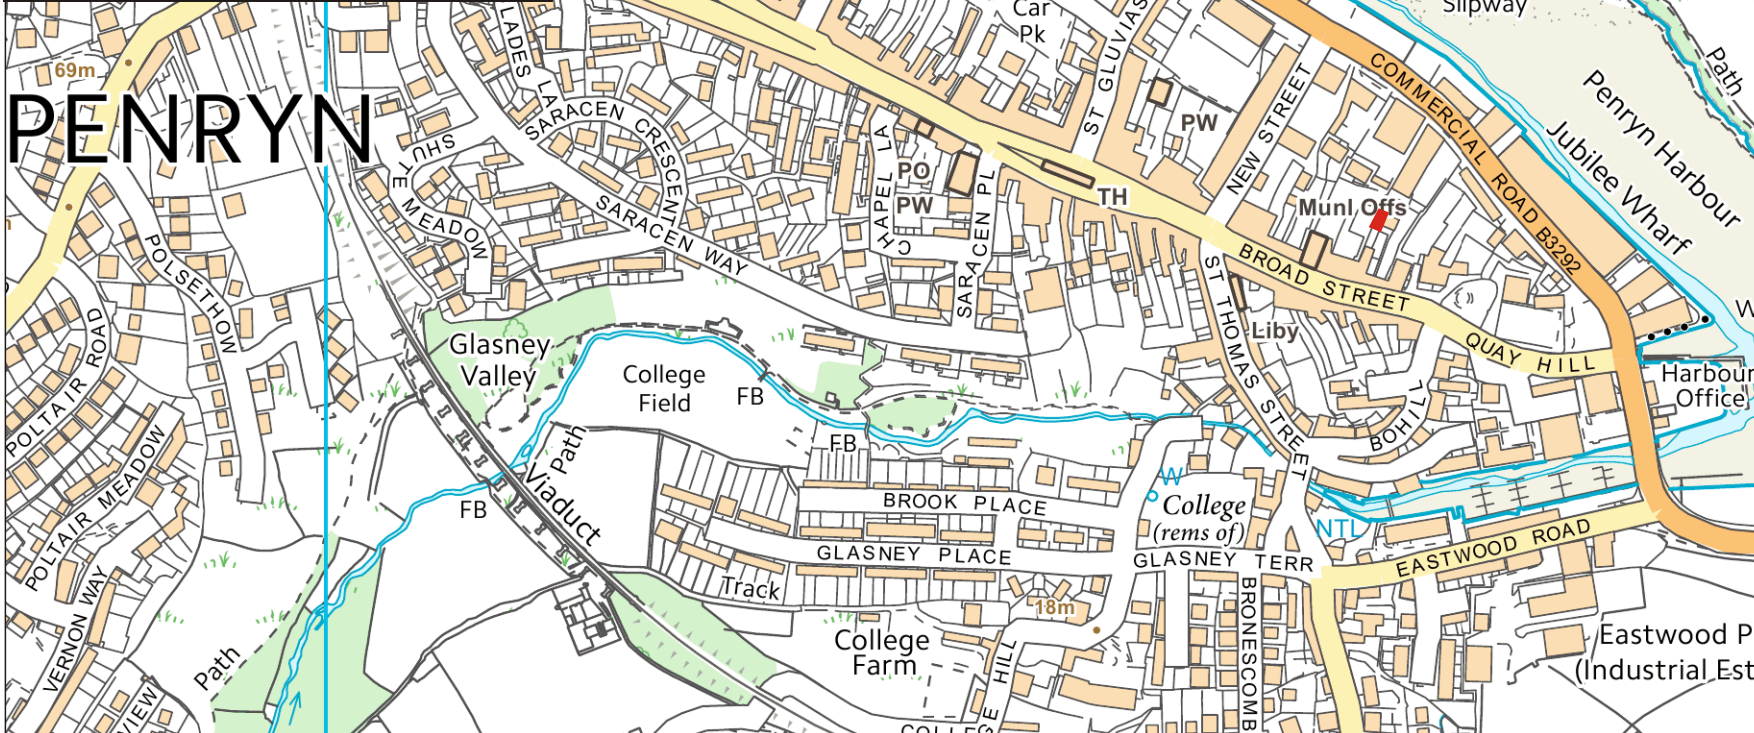 Slipway
Car
Pk
ST GLUVIAS
LADES LA
69m
PENRYN
COMMERCIAL ROAD B3292
Path
Penryn Harbour
Jubilee Wharf
SARACEN CRESCENT
SHUTE MEADOW
PW
NEW STREET
CHAPEL LA
PO
PW
TH
Munl Offs
SARACEN WAY
SARACEN PL
POLSETHOW
BROAD STREET
ST THOMAS STREET
Liby
QUAY HILL
POLTAIR ROAD
Glasney
Valley
College
Field
FB
Harbour
Office
BOHILL
FB
Path
Viaduct
POLTAIR MEADOW
FB
BROOK PLACE
W
College
(rems of)
NTL
EASTWOOD ROAD
GLASNEY PLACE
GLASNEY TERR
Track
VERNON WAY
18m
BRONESCOMB
College
Farm
Eastwood P
(Industrial Est
Path
VIEW
HILL